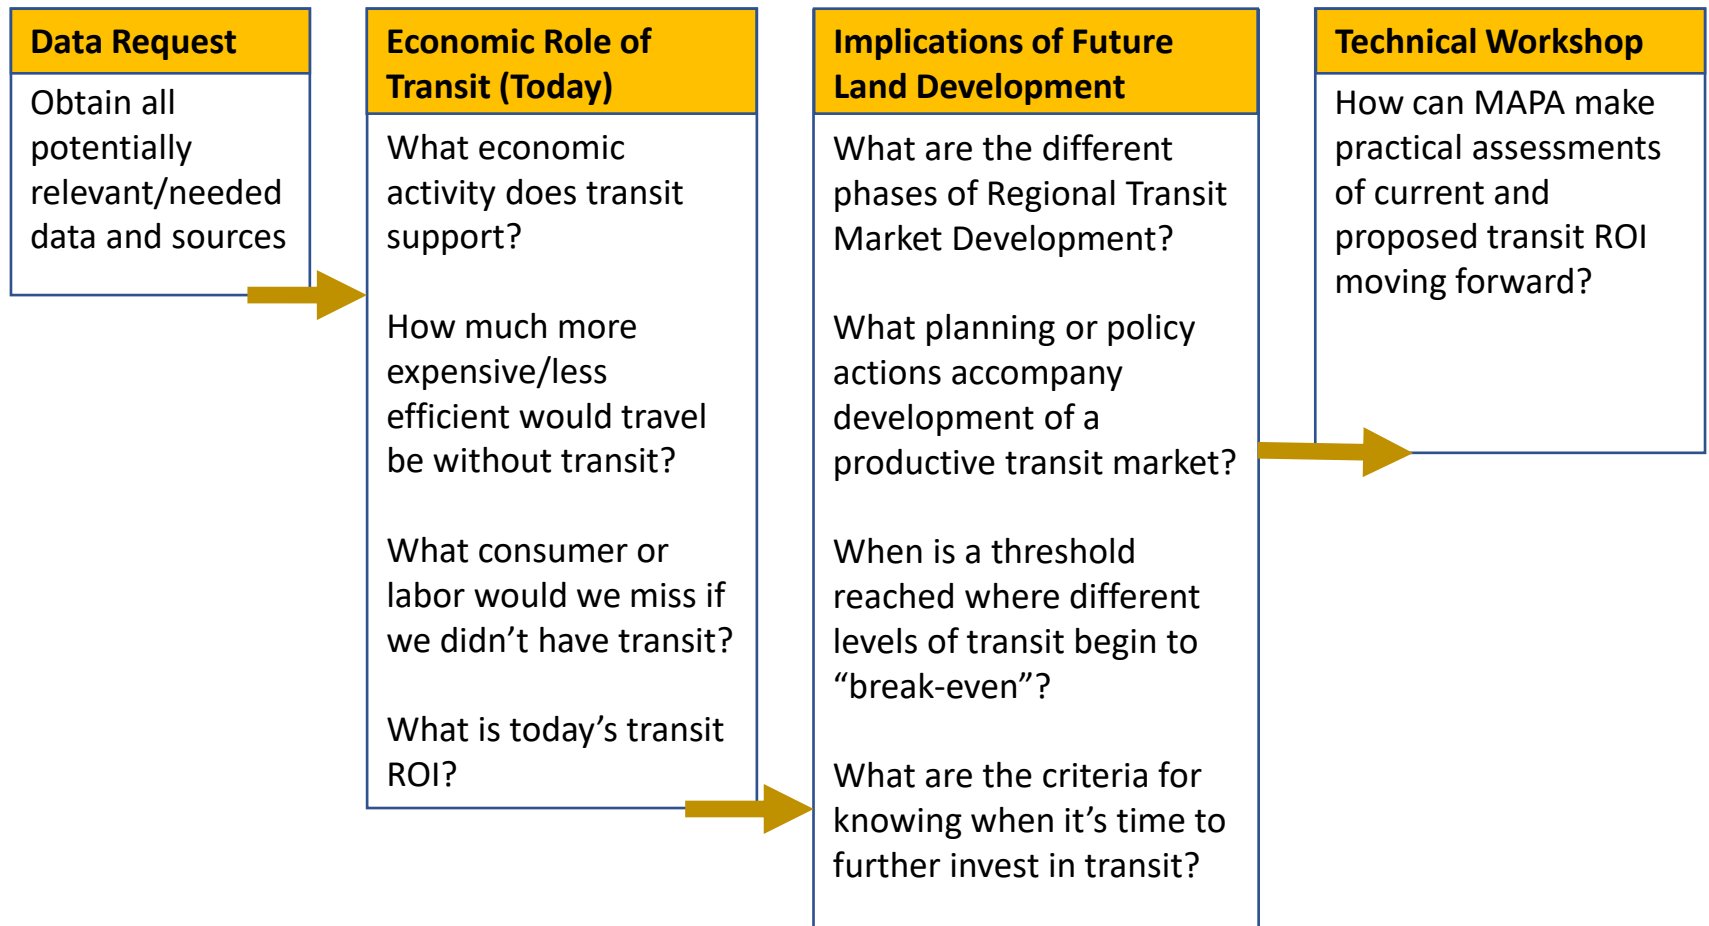 Data Request
Obtain all
potentially
relevant/needed
data and sources
Economic Role of
Transit (Today)
What economic
activity does transit
support?
How much more
expensive/less
efficient would travel
be without transit?
What consumer or
labor would we miss if
we didn’t have transit?
What is today’s transit
ROI?
Implications of Future
Land Development
What are the different
phases of Regional Transit
Market Development?
What planning or policy
actions accompany
development of a
productive transit market?
When is a threshold
reached where different
levels of transit begin to
“break-even”?
What are the criteria for
knowing when it’s time to
further invest in transit?
Technical Workshop
How can MAPA make
practical assessments
of current and
proposed transit ROI
moving forward?